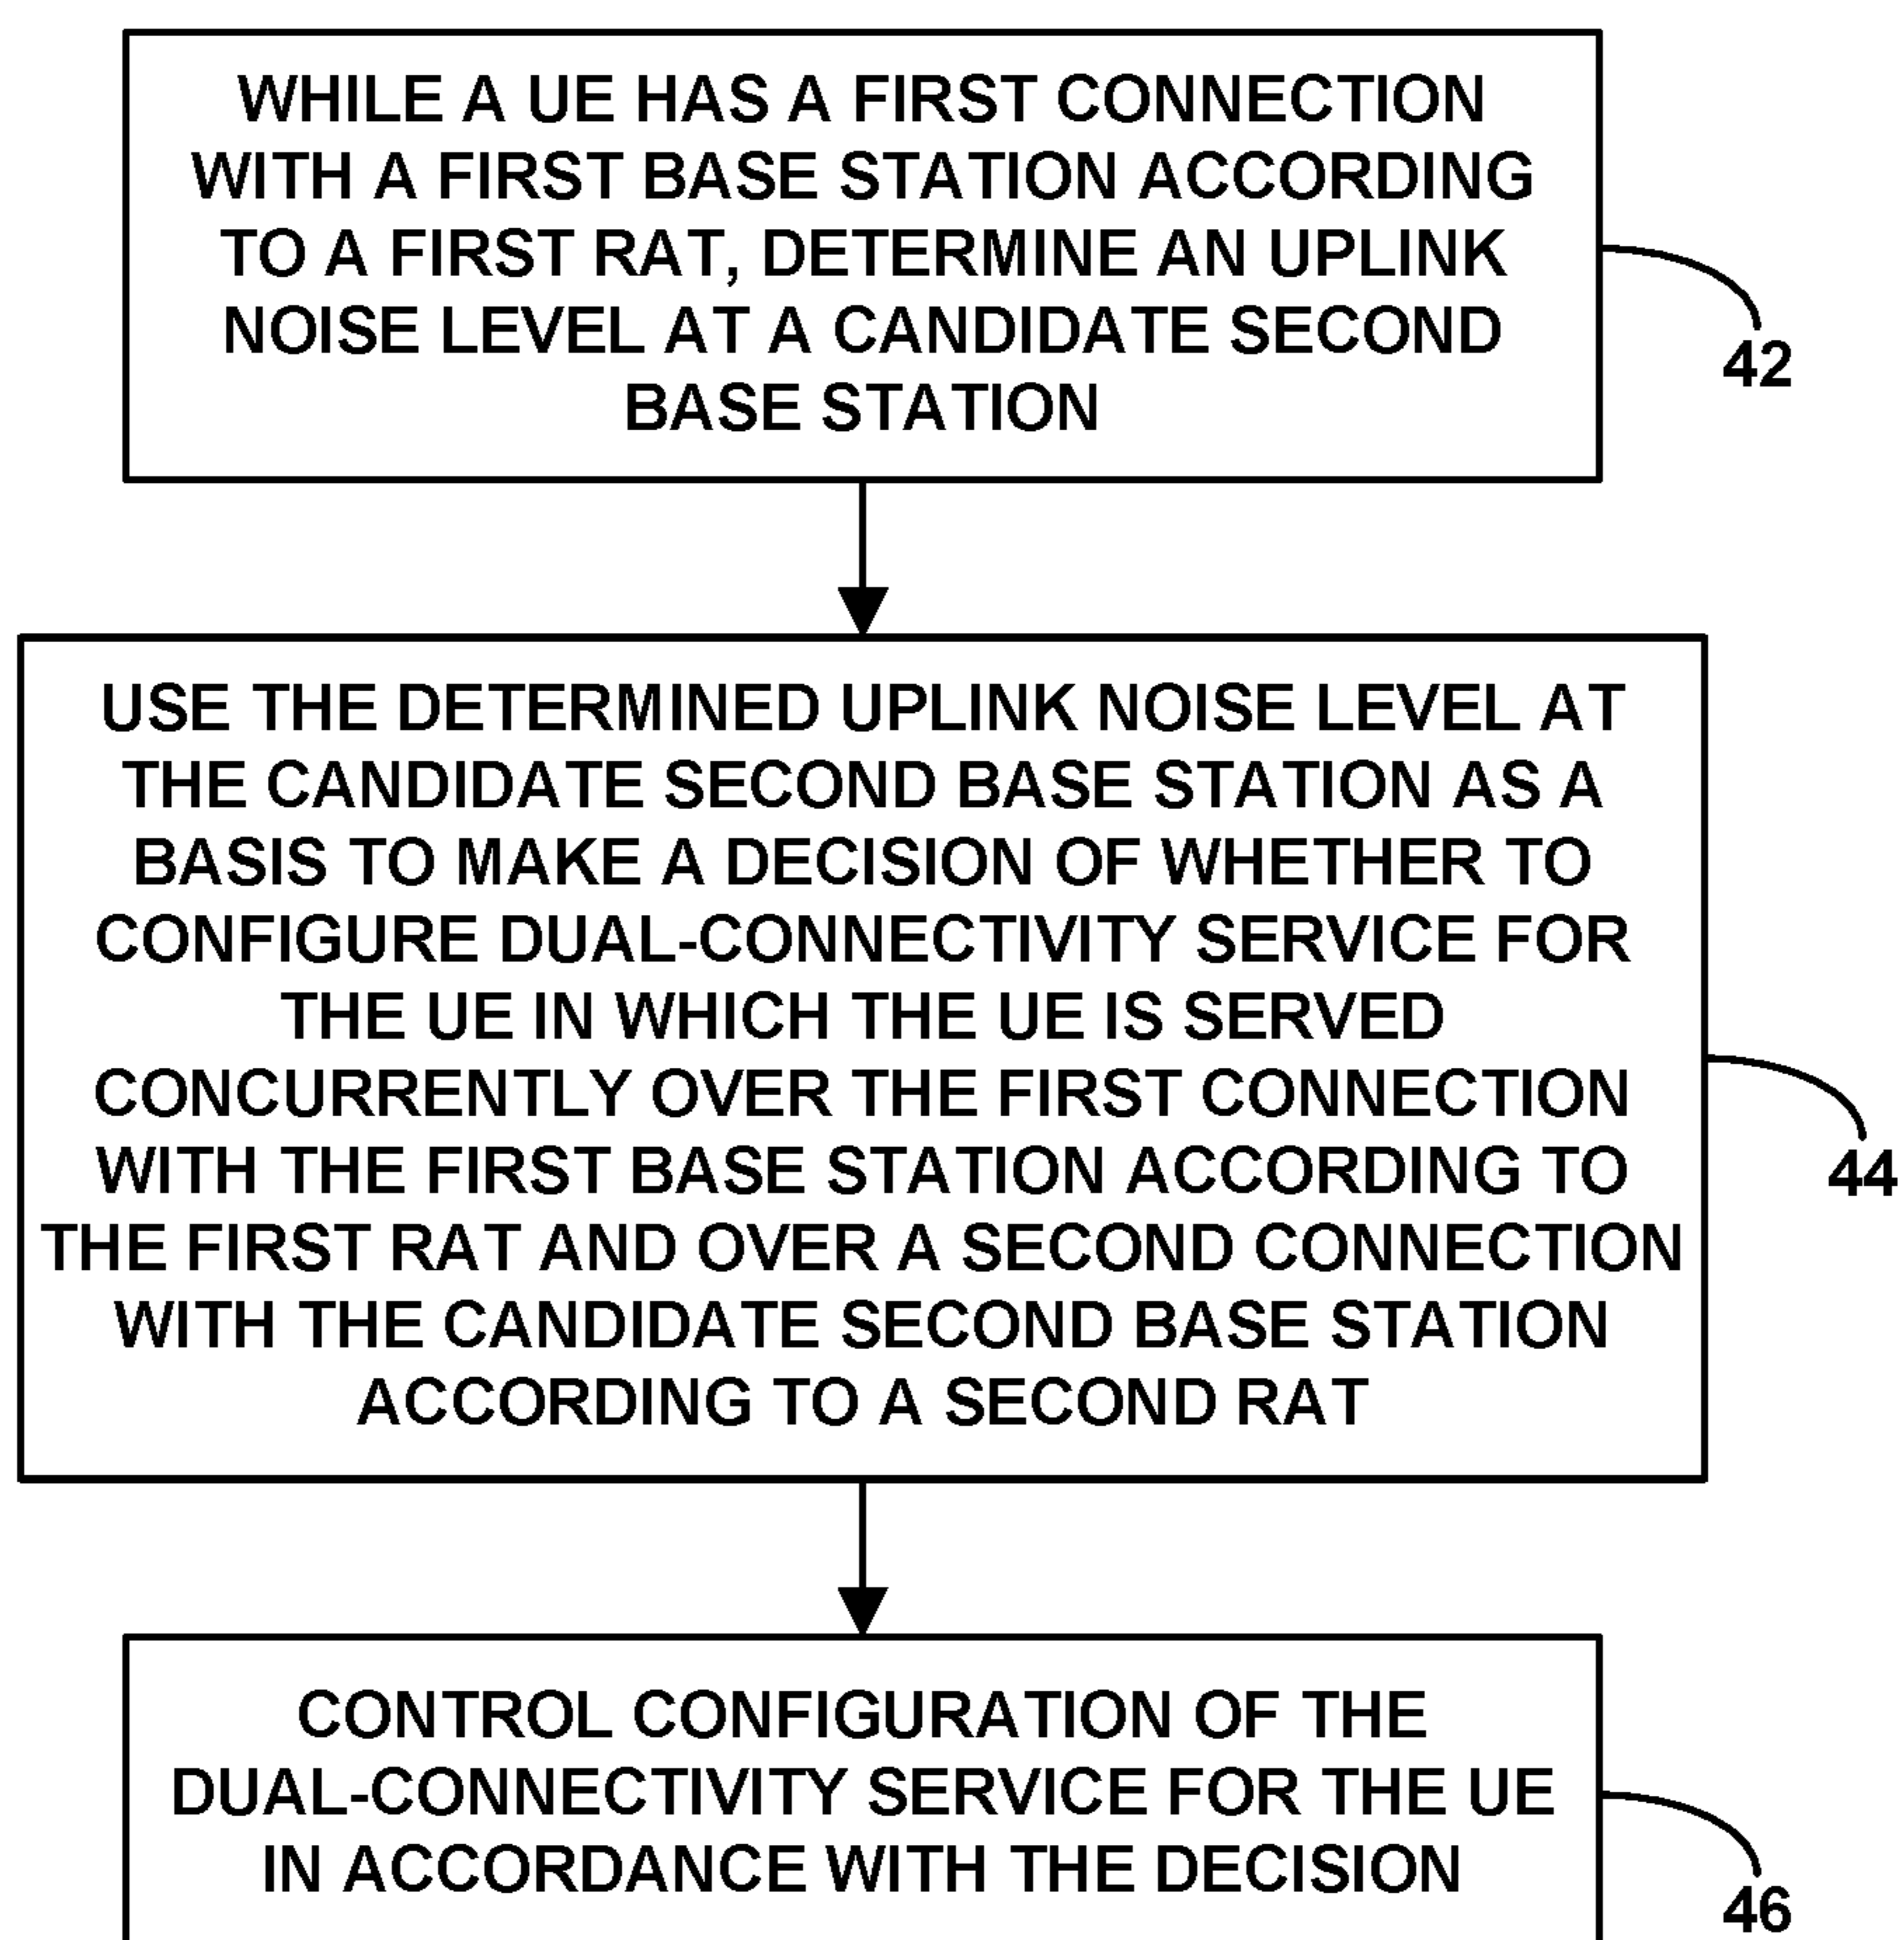 WHILE A UE HAS A FIRST CONNECTION
WITH A FIRST BASE STATION ACCORDING
TO A FIRST RAT, DETERMINE AN UPLINK
NOISE LEVEL AT A CANDIDATE SECOND
BASE STATION
42
USE THE DETERMINED UPLINK NOISE LEVEL AT
THE CANDIDATE SECOND BASE STATION AS A
BASIS TO MAKE A DECISION OF WHETHER TO
CONFIGURE DUAL-CONNECTIVITY SERVICE FOR
THE UE IN WHICH THE UE IS SERVED
CONCURRENTLY OVER THE FIRST CONNECTION
WITH THE FIRST BASE STATION ACCORDING TO
THE FIRST RAT AND OVER A SECOND CONNECTION
WITH THE CANDIDATE SECOND BASE STATION
ACCORDING TO A SECOND RAT
44
CONTROL CONFIGURATION OF THE
DUAL-CONNECTIVITY SERVICE FOR THE UE
IN ACCORDANCE WITH THE DECISION
46